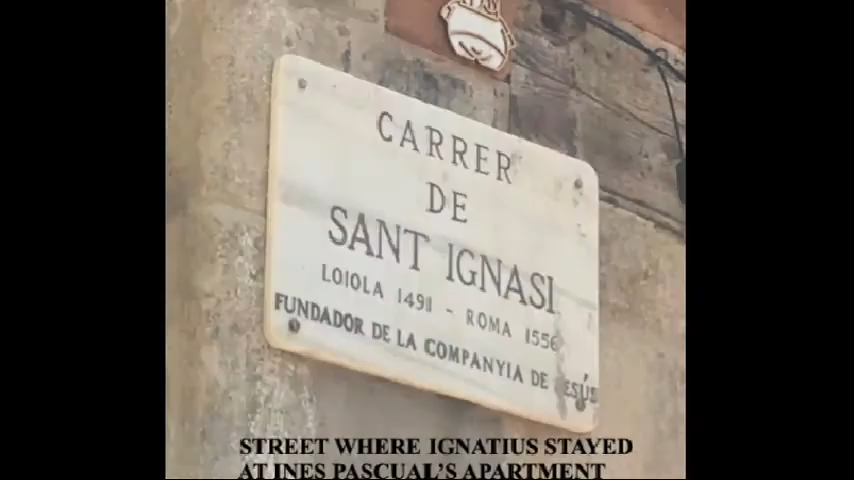 CARRER
DE
SANT IGNASI
LOIOLA 1491 - ROMA 1556
FUNDADOR DE LA COMPANYIA DE JESÚS
STREET WHERE IGNATIUS STAYED
AT INES PASCUAL'S APARTMENT